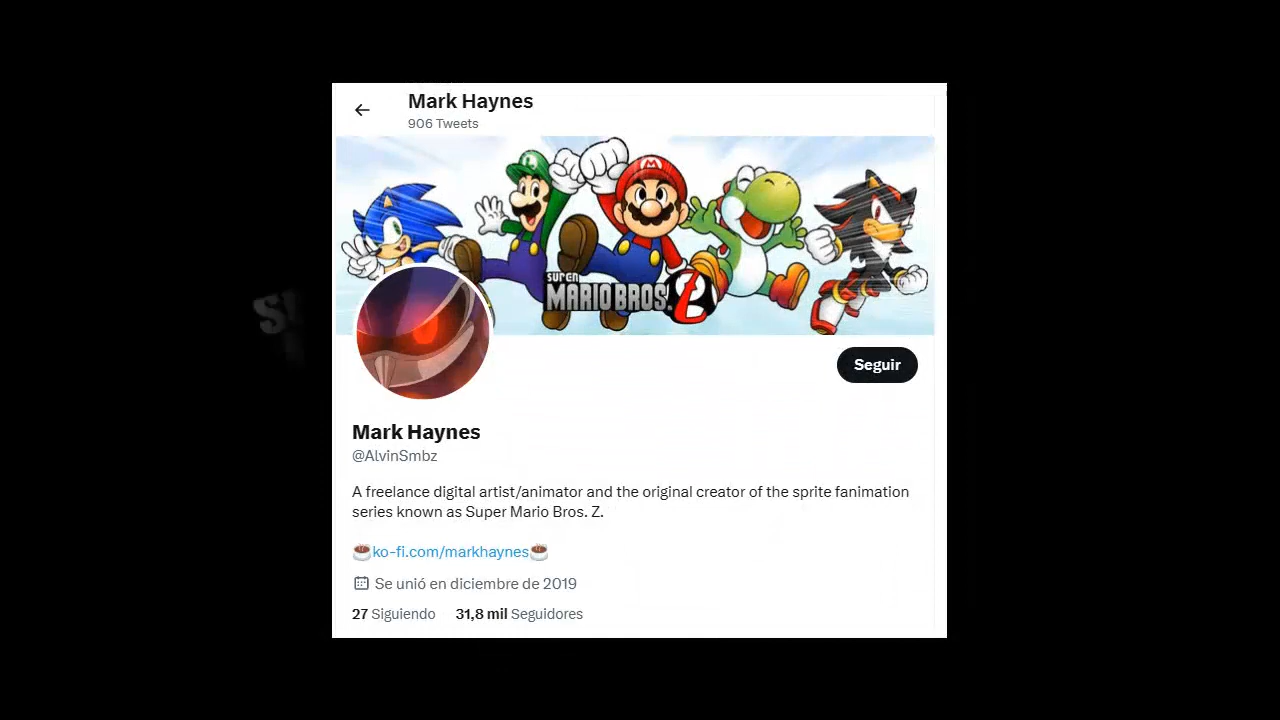 Mark Haynes
906 Tweets
SUPER
MARIO BROS. Z
Seguir
Mark Haynes
@AlvinSmbz
A freelance digital artist/animator and the original creator of the sprite fanimation
series known as Super Mario Bros. Z.
ko-fi.com/markhaynes
Se unió en diciembre de 2019
27 Siguiendo 31,8 mil Seguidores